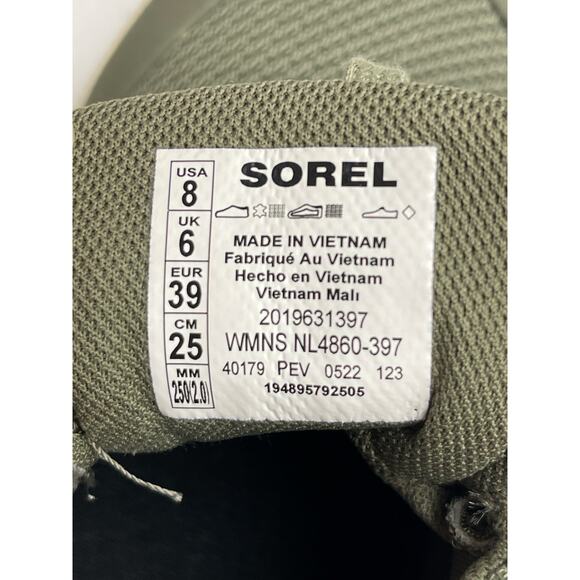 USA
8
UK
6
EUR
39
CM
25
MM
250(2.0)
SOREL
MADE IN VIETNAM
Fabriqué Au Vietnam
Hecho en Vietnam
Vietnam Malı
2019631397
WMNS NL4860-397
40179 PEV 0522 123
194895792505